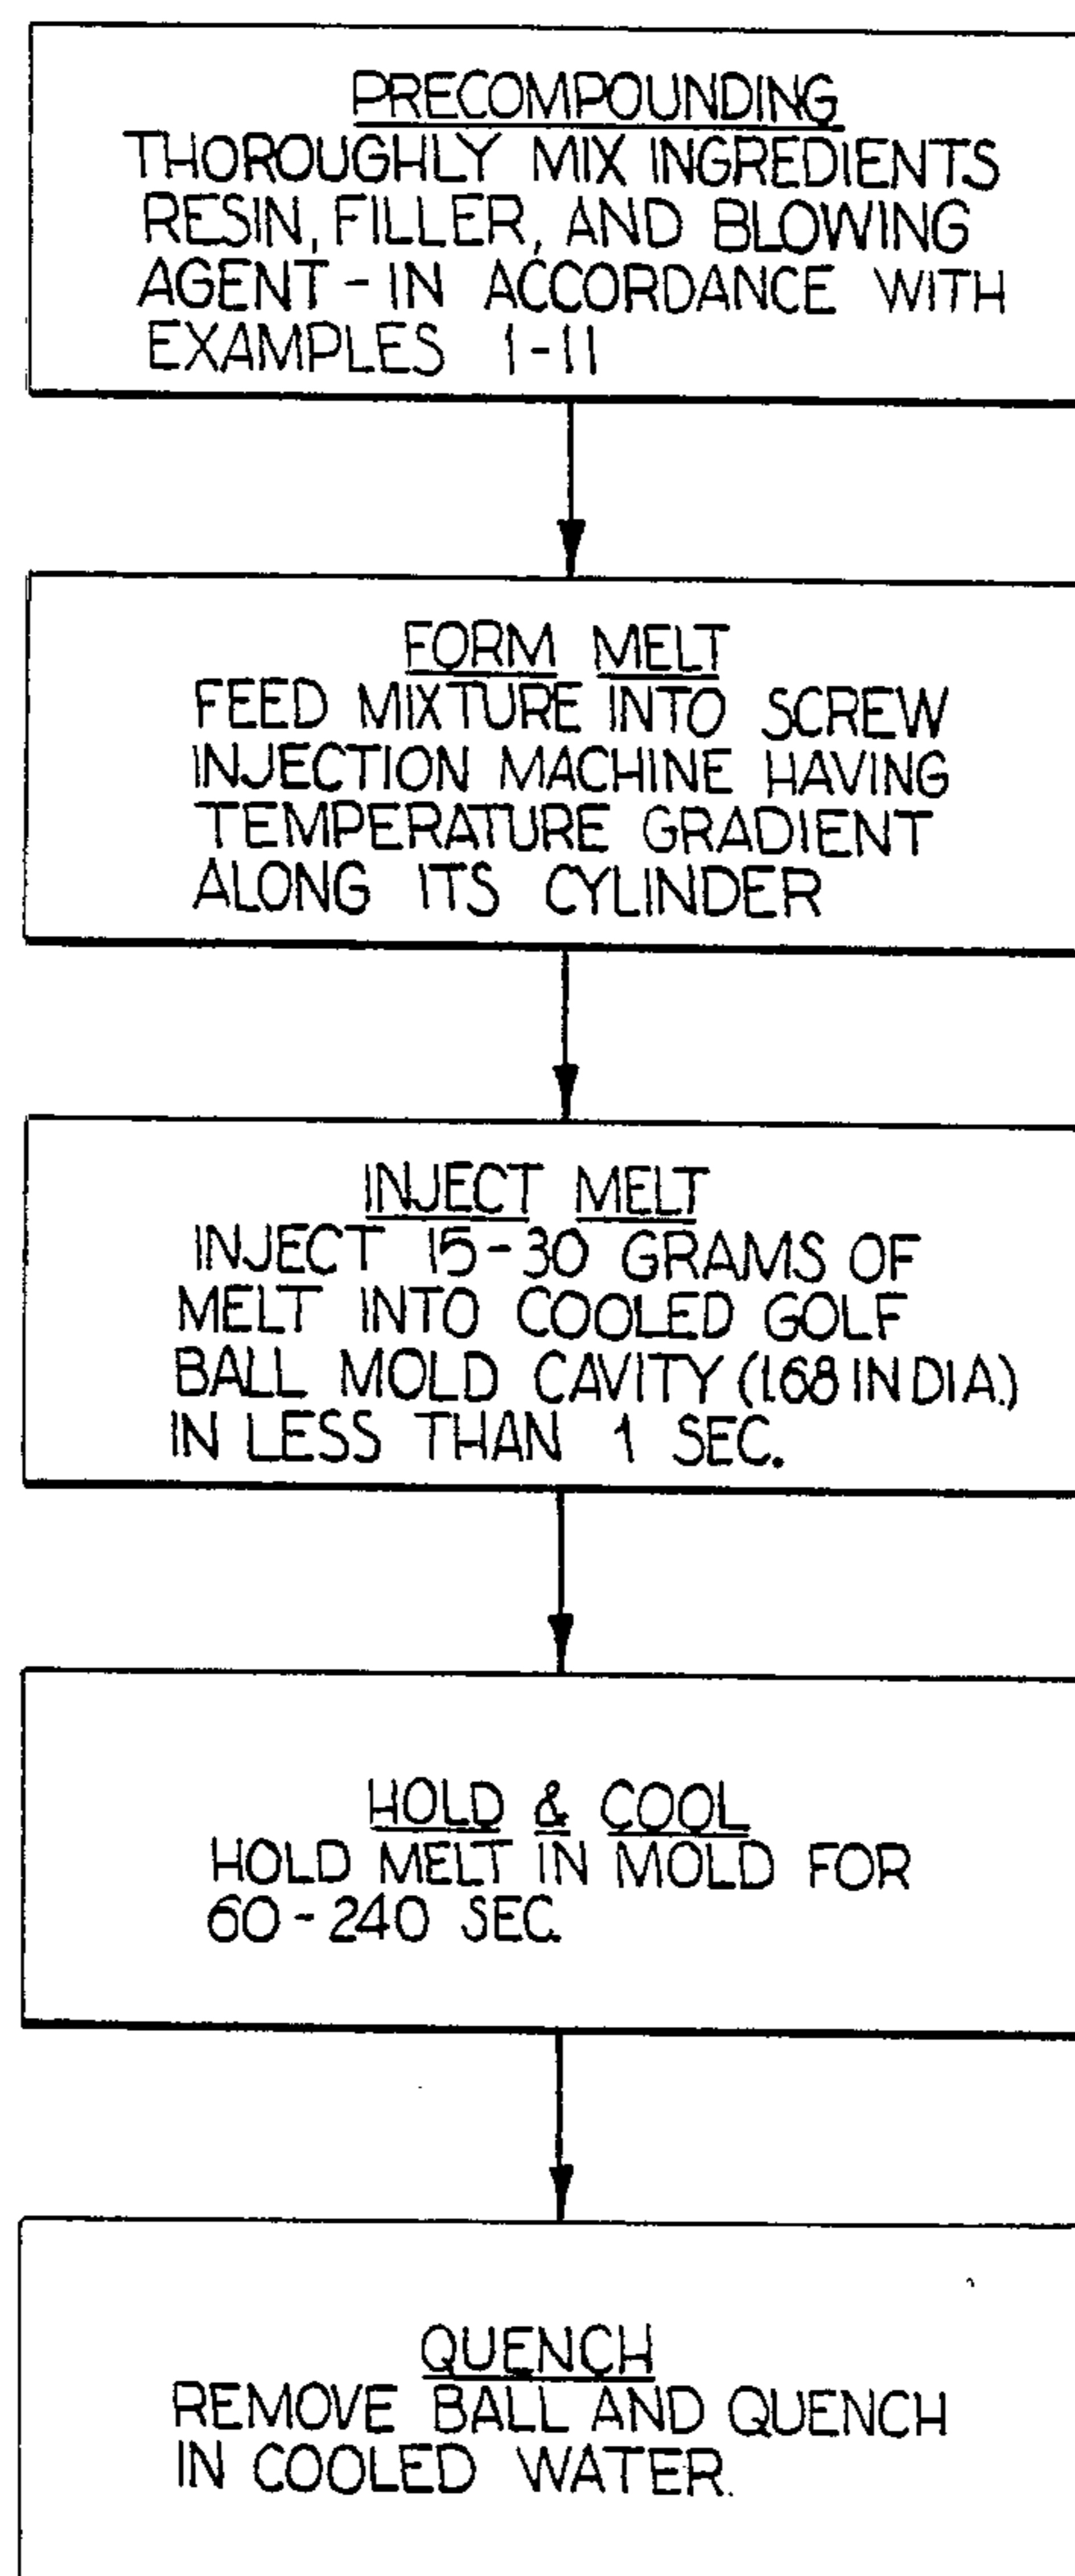 PRECOMPOUNDING
THOROUGHLY MIX INGREDIENTS
RESIN, FILLER, AND BLOWING
AGENT - IN ACCORDANCE WITH
EXAMPLES 1-11
FORM MELT
FEED MIXTURE INTO SCREW
INJECTION MACHINE HAVING
TEMPERATURE GRADIENT
ALONG ITS CYLINDER
INJECT MELT
INJECT 15-30 GRAMS OF
MELT INTO COOLED GOLF
BALL MOLD CAVITY (1.68 IN DIA.)
IN LESS THAN 1 SEC.
HOLD & COOL
HOLD MELT IN MOLD FOR
60-240 SEC.
QUENCH
REMOVE BALL AND QUENCH
IN COOLED WATER.